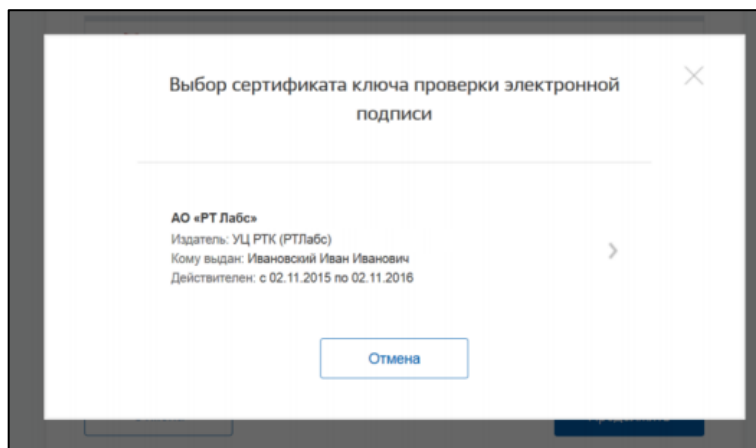 Выбор сертификата ключа проверки электронной
подписи
АО «РТ Лабс»
Издатель: УЦ РТК (РТЛабс)
Кому выдан: Ивановский Иван Иванович
Действителен: с 02.11.2015 по 02.11.2016
Отмена